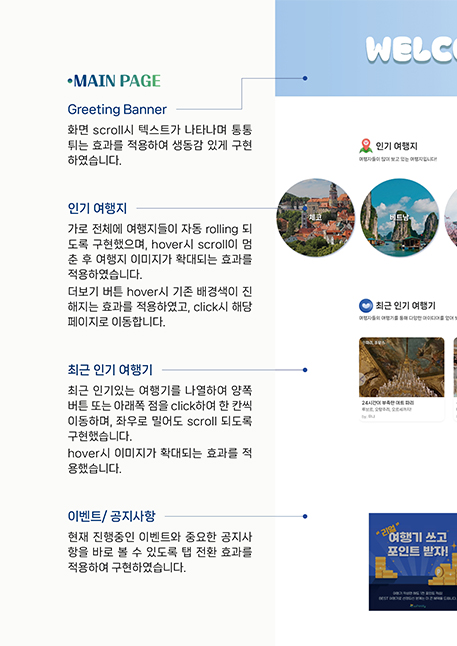 •MAIN PAGE
Greeting Banner
화면 scroll시 텍스트가 나타나며 통통
튀는 효과를 적용하여 생동감 있게 구현
하였습니다.
인기 여행지
가로 전체에 여행지들이 자동 rolling 되
도록 구현했으며, hover시 scroll이 멈
춘 후 여행지 이미지가 확대되는 효과를
적용하였습니다.
더보기 버튼 hover시 기존 배경색이 진
해지는 효과를 적용하였고, click시 해당
페이지로 이동합니다.
최근 인기 여행기
최근 인기있는 여행기를 나열하여 양쪽
버튼 또는 아래쪽 점을 click하여 한 칸씩
이동하며, 좌우로 밀어도 scroll 되도록
구현했습니다.
hover시 이미지가 확대되는 효과를 적
용했습니다.
이벤트/ 공지사항
현재 진행중인 이벤트와 중요한 공지사
항을 바로 볼 수 있도록 탭 전환 효과를
적용하여 구현하였습니다.
WELC
인기 여행지
여행자들이 많이 보고 있는 여행지입니다!
체코
베트남
최근 인기 여행기
여행자들의 여행기를 통해 다양한 아이디어를 얻어
24시간이 부족한 아트 파리
"리얼"
여행기 쓰고
포인트 받자!